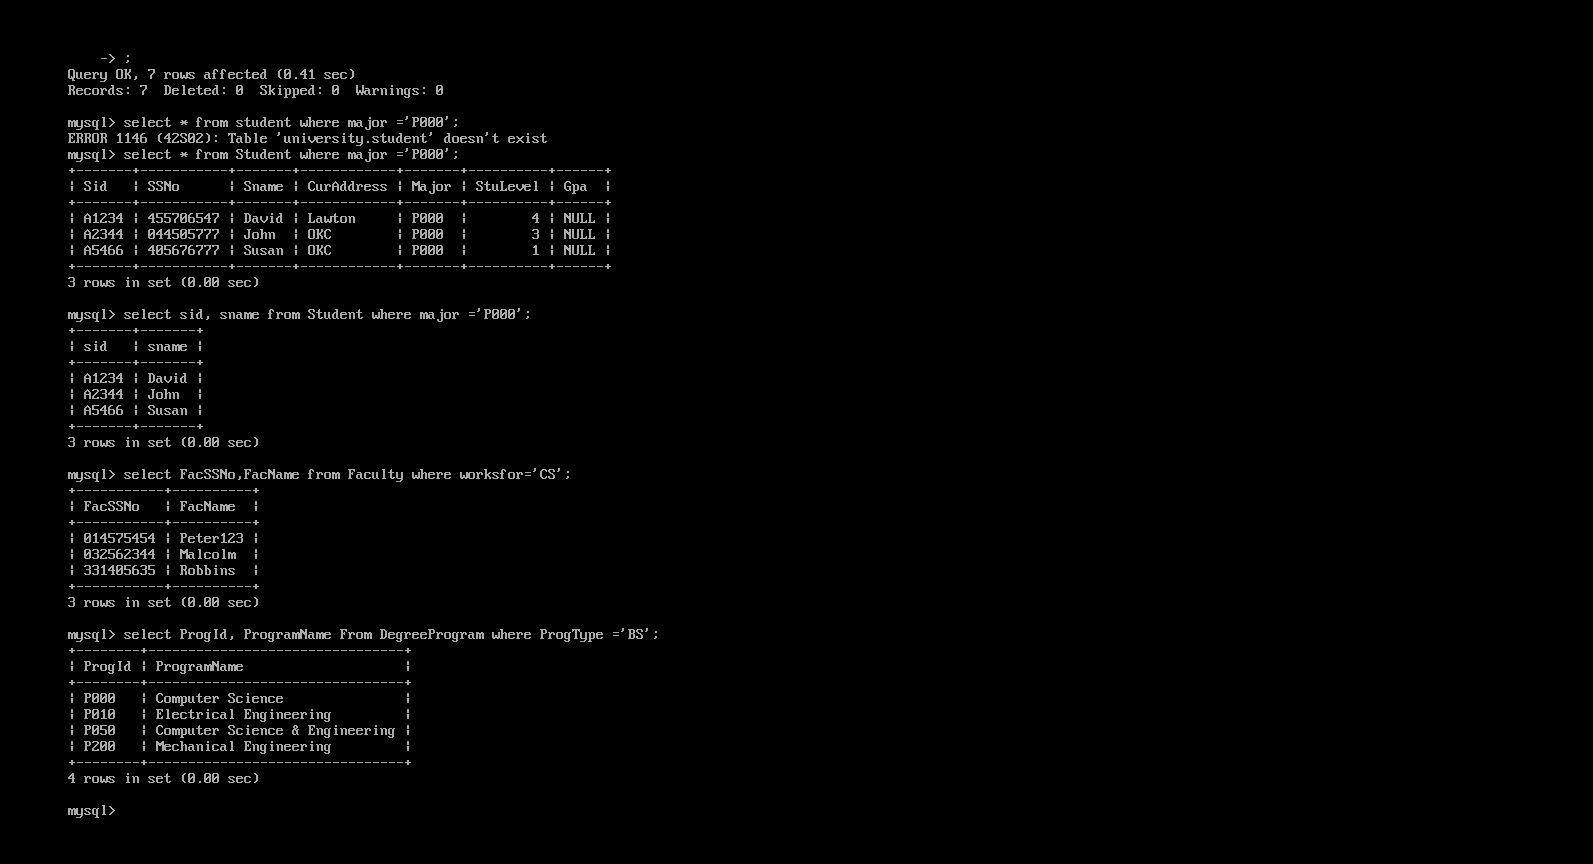 -> ;
Query OK, 7 rows affected (0.41 sec)
Records: 7  Deleted: 0  Skipped: 0  Warnings: 0

mysql> select * from student where major ='P000';
ERROR 1146 (42S02): Table 'university.student' doesn't exist
mysql> select * from Student where major ='P000';
+-------+-----------+-------+------------+-------+----------+------+
| Sid   | SSNo      | Sname | CurAddress | Major | StuLevel | Gpa  |
+-------+-----------+-------+------------+-------+----------+------+
| A1234 | 455706547 | David | Lawton     | P000  |        4 | NULL |
| A2344 | 044505777 | John  | OKC        | P000  |        3 | NULL |
| A5466 | 405676777 | Susan | OKC        | P000  |        1 | NULL |
+-------+-----------+-------+------------+-------+----------+------+
3 rows in set (0.00 sec)

mysql> select sid, sname from Student where major ='P000';
+-------+-------+
| sid   | sname |
+-------+-------+
| A1234 | David |
| A2344 | John  |
| A5466 | Susan |
+-------+-------+
3 rows in set (0.00 sec)

mysql> select FacSSNo,FacName from Faculty where worksfor='CS';
+-----------+----------+
| FacSSNo   | FacName  |
+-----------+----------+
| 014575454 | Peter123 |
| 032562344 | Malcolm  |
| 331405635 | Robbins  |
+-----------+----------+
3 rows in set (0.00 sec)

mysql> select ProgId, ProgramName From DegreeProgram where ProgType ='BS';
+--------+--------------------------------+
| ProgId | ProgramName                    |
+--------+--------------------------------+
| P000   | Computer Science               |
| P010   | Electrical Engineering         |
| P050   | Computer Science & Engineering |
| P200   | Mechanical Engineering         |
+--------+--------------------------------+
4 rows in set (0.00 sec)

mysql>